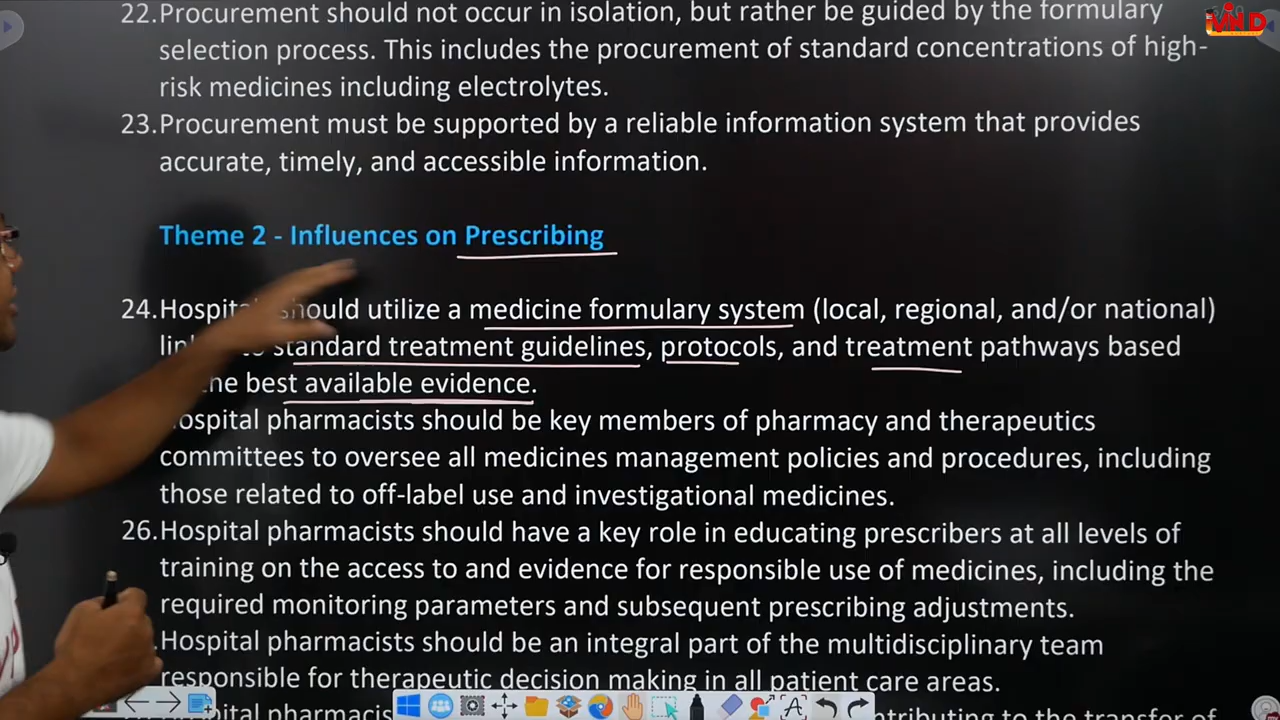 22.Procurement should not occur in isolation, but rather be guided by the formulary
selection process. This includes the procurement of standard concentrations of high-
risk medicines including electrolytes.
23.Procurement must be supported by a reliable information system that provides
accurate, timely, and accessible information.
Theme 2 - Influences on Prescribing
24.Hospita should utilize a medicine formulary system (local, regional, and/or national)
standard treatment guidelines, protocols, and treatment pathways based
he best available evidence.
ospital pharmacists should be key members of pharmacy and therapeutics
committees to oversee all medicines management policies and procedures, including
those related to off-label use and investigational medicines.
26.Hospital pharmacists should have a key role in educating prescribers at all levels of
training on the access to and evidence for responsible use of medicines, including the
required monitoring parameters and subsequent prescribing adjustments.
Hospital pharmacists should be an integral part of the multidisciplinary team
responsible for therapeutic decision making in all patient care areas.
pital pharmacis ntributing to the transfer of